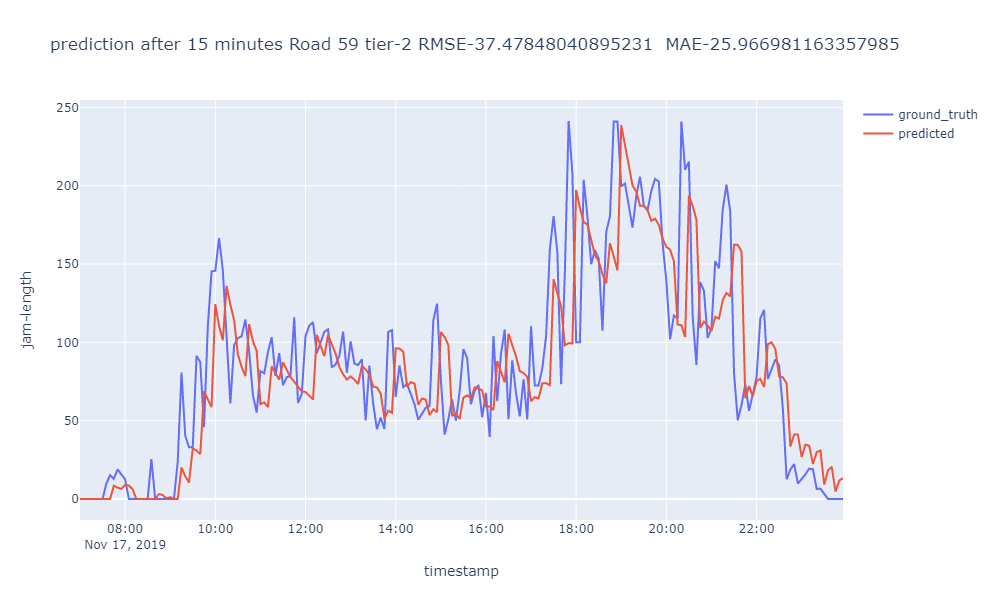 prediction after 15 minutes Road 59 tier-2 RMSE-37.47848040895231 MAE-25.966981163357985
250
200
150
100
50
0
jam-length
08:00
10:00
12:00
14:00
16:00
18:00
20:00
22:00
Nov 17, 2019
timestamp
ground_truth
predicted